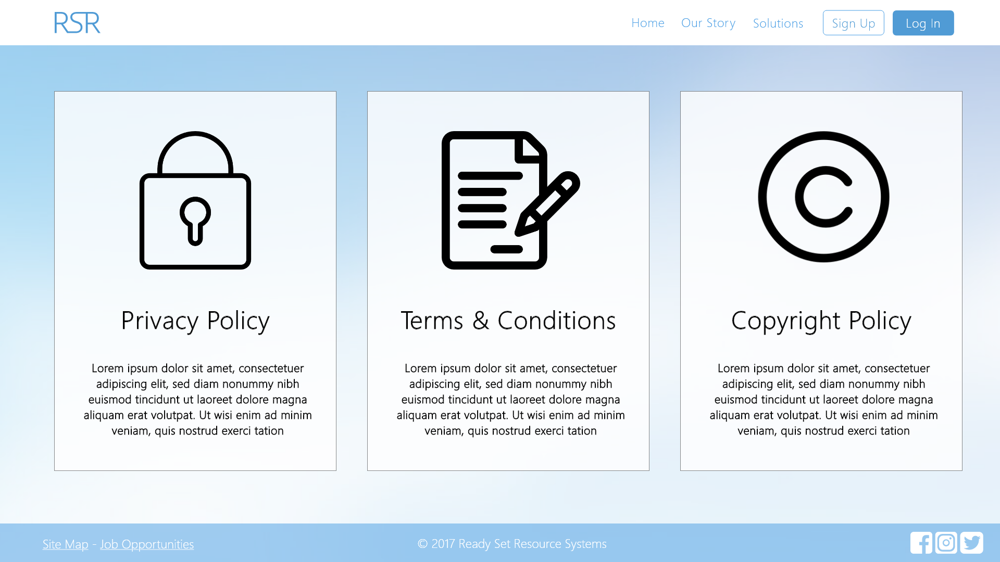 RSR
Home Our Story Solutions Sign Up Log In
Privacy Policy
Lorem ipsum dolor sit amet, consectetuer
adipiscing elit, sed diam nonummy nibh
euismod tincidunt ut laoreet dolore magna
aliquam erat volutpat. Ut wisi enim ad minim
veniam, quis nostrud exerci tation
Terms & Conditions
Lorem ipsum dolor sit amet, consectetuer
adipiscing elit, sed diam nonummy nibh
euismod tincidunt ut laoreet dolore magna
aliquam erat volutpat. Ut wisi enim ad minim
veniam, quis nostrud exerci tation
Copyright Policy
Lorem ipsum dolor sit amet, consectetuer
adipiscing elit, sed diam nonummy nibh
euismod tincidunt ut laoreet dolore magna
aliquam erat volutpat. Ut wisi enim ad minim
veniam, quis nostrud exerci tation
Site Map - Job Opportunities
© 2017 Ready Set Resource Systems